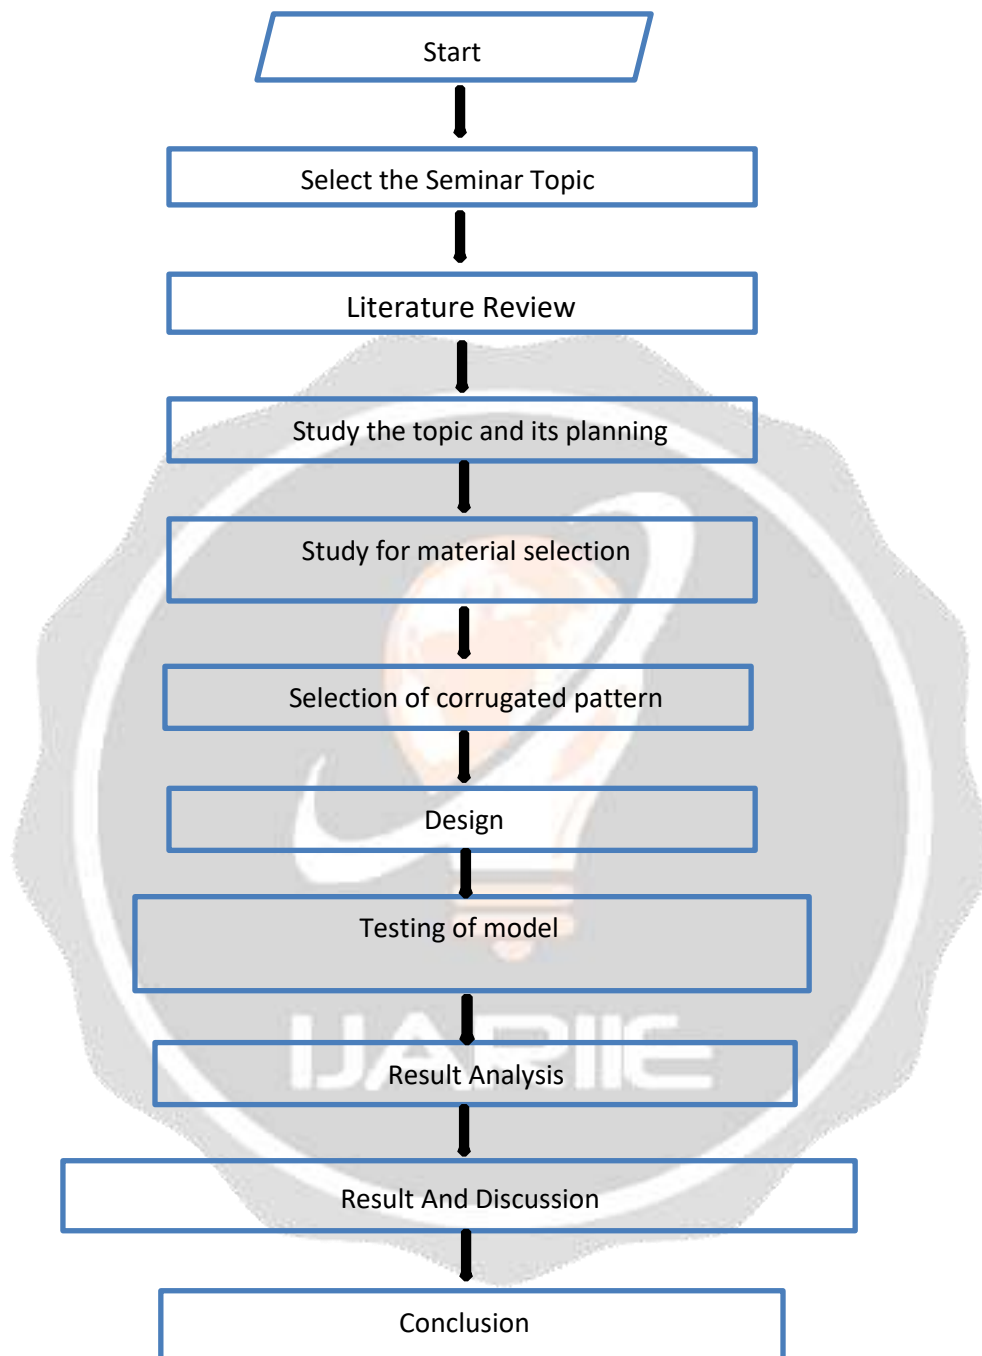 Start
Select the Seminar Topic
Literature Review
Study the topic and its planning
Study for material selection
Selection of corrugated pattern
Design
Testing of model
IJARIIE
Result Analysis
Result And Discussion
Conclusion